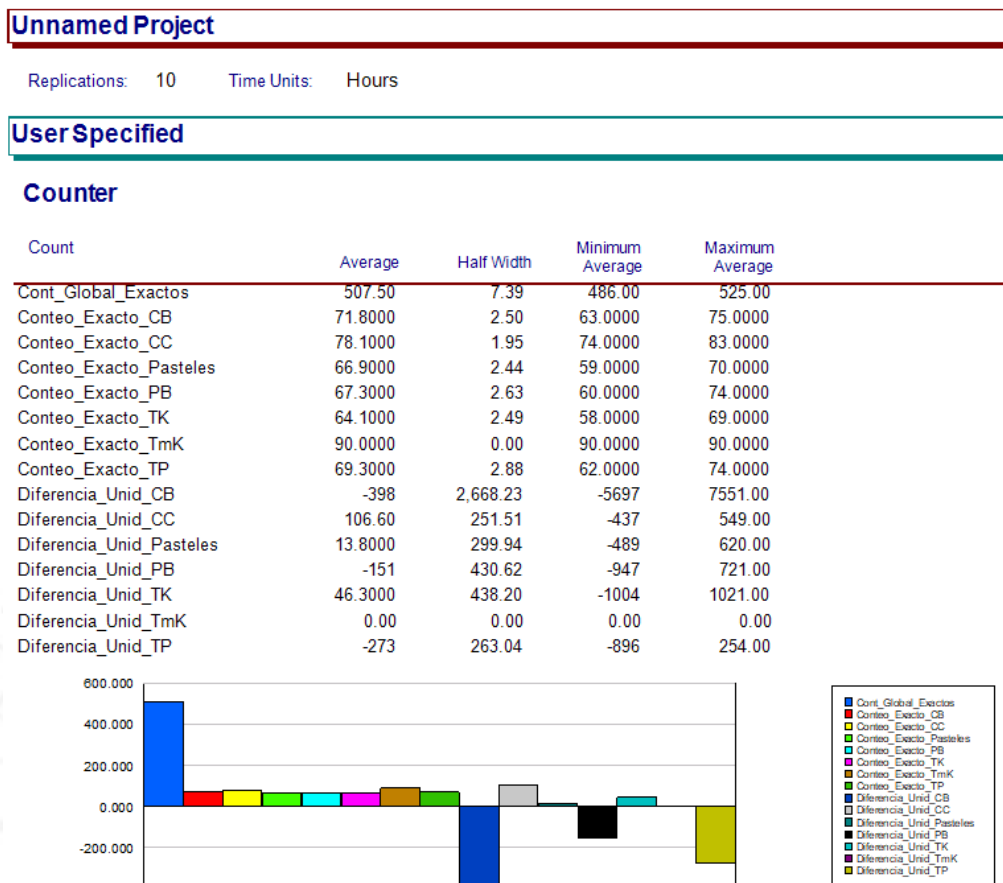 Unnamed Project
Replications: 10 Time Units: Hours
User Specified
Counter
Count Average Half Width Minimum Average Maximum Average
Cont_Global_Exactos 507.50 7.39 486.00 525.00
Conteo_Exacto_CB 71.8000 2.50 63.0000 75.0000
Conteo_Exacto_CC 78.1000 1.95 74.0000 83.0000
Conteo_Exacto_Pasteles 66.9000 2.44 59.0000 70.0000
Conteo_Exacto_PB 67.3000 2.63 60.0000 74.0000
Conteo_Exacto_TK 64.1000 2.49 58.0000 69.0000
Conteo_Exacto_TmK 90.0000 0.00 90.0000 90.0000
Conteo_Exacto_TP 69.3000 2.88 62.0000 74.0000
Diferencia_Unid_CB -398 2,668.23 -5697 7551.00
Diferencia_Unid_CC 106.60 251.51 -437 549.00
Diferencia_Unid_Pasteles 13.8000 299.94 -489 620.00
Diferencia_Unid_PB -151 430.62 -947 721.00
Diferencia_Unid_TK 46.3000 438.20 -1004 1021.00
Diferencia_Unid_TmK 0.00 0.00 0.00 0.00
Diferencia_Unid_TP -273 263.04 -896 254.00
600.000
400.000
200.000
0.000
-200.000
Cont_Global_Exactos
Conteo_Exacto_CB
Conteo_Exacto_CC
Conteo_Exacto_Pasteles
Conteo_Exacto_PB
Conteo_Exacto_TK
Conteo_Exacto_TmK
Conteo_Exacto_TP
Diferencia_Unid_CB
Diferencia_Unid_CC
Diferencia_Unid_Pasteles
Diferencia_Unid_PB
Diferencia_Unid_TK
Diferencia_Unid_TmK
Diferencia_Unid_TP